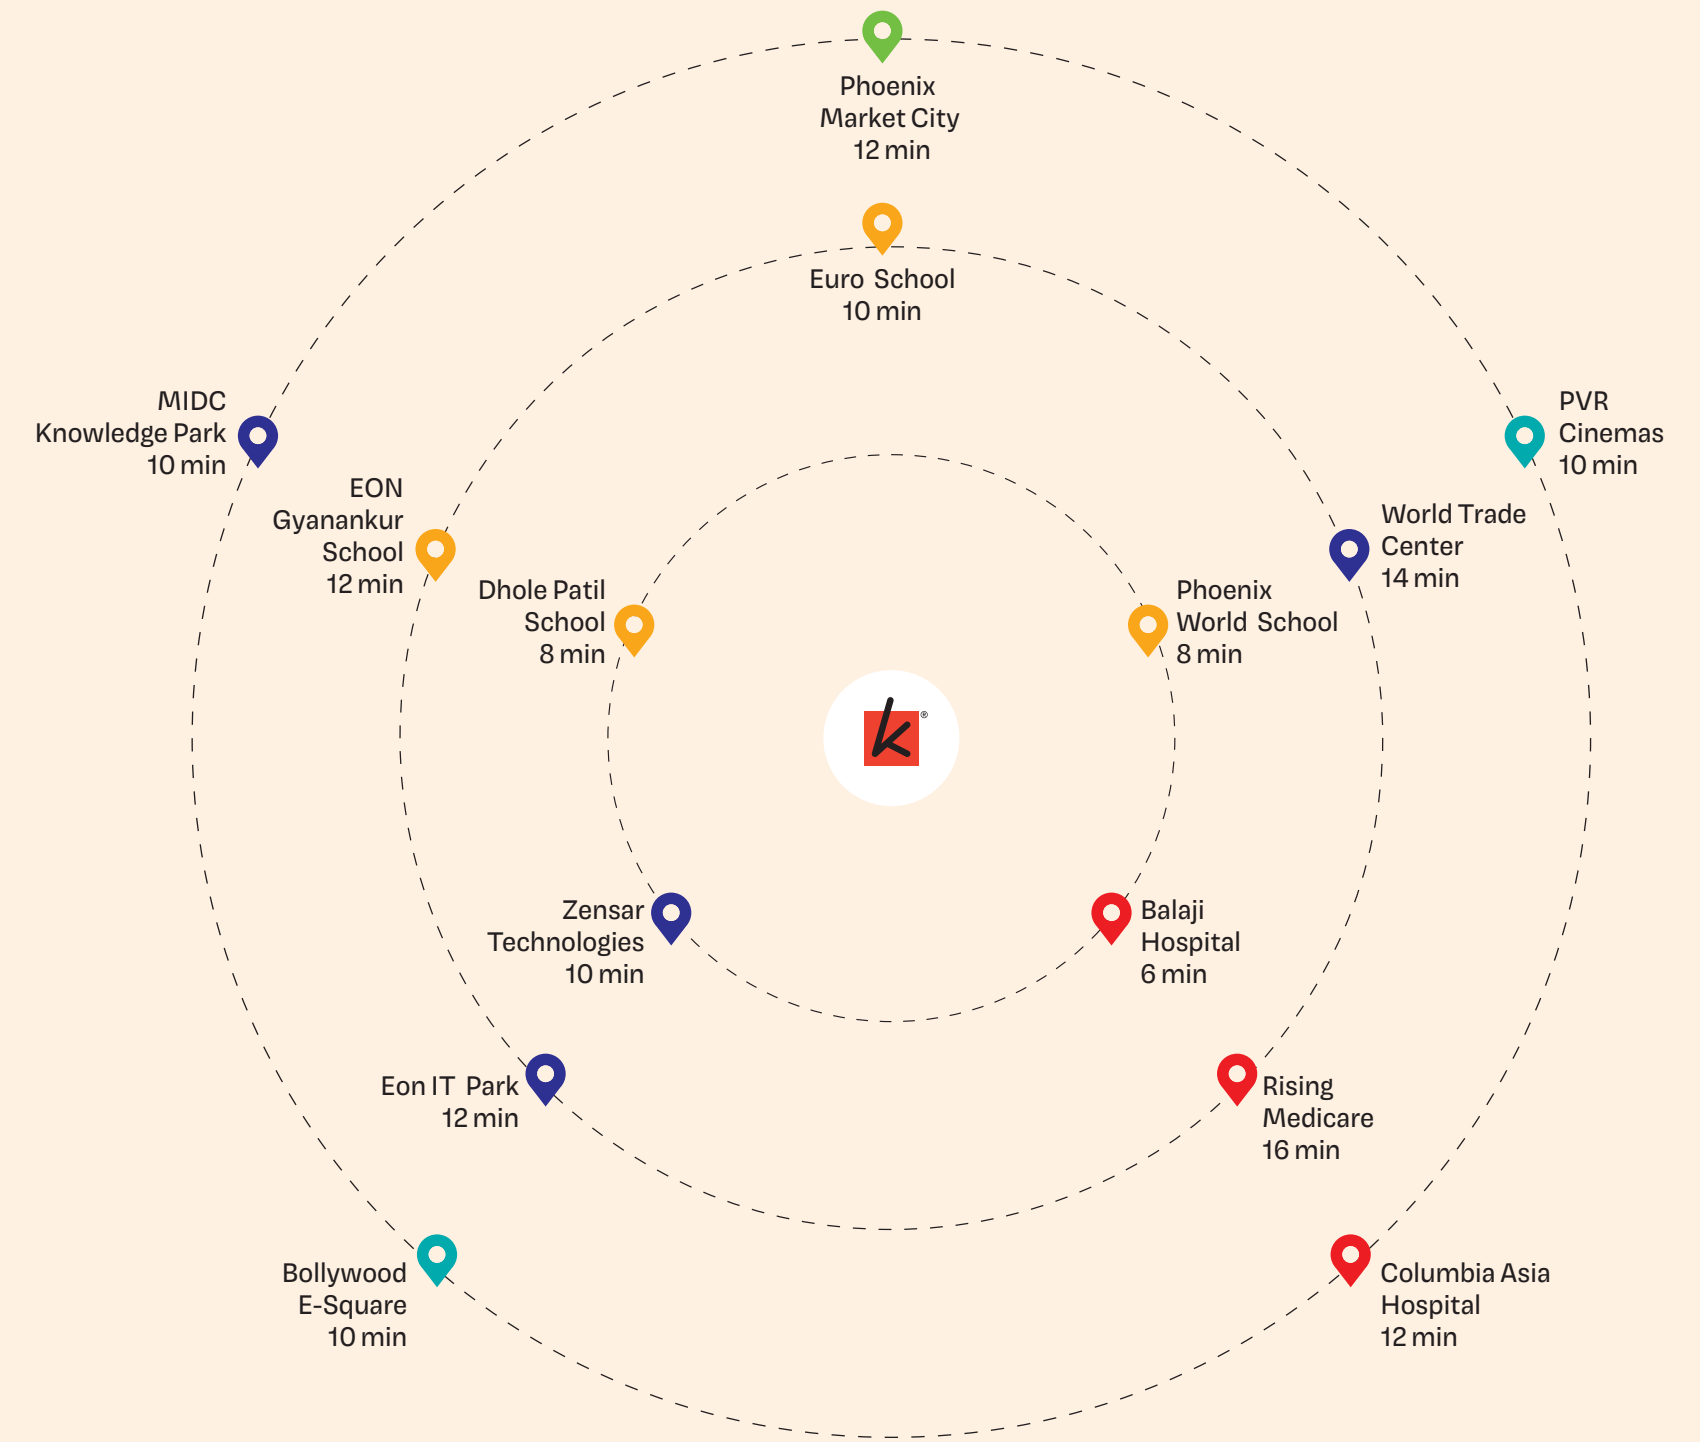 Phoenix
Market City
12 min
Euro School
10 min
MIDC
Knowledge Park
10 min
PVR
Cinemas
10 min
EON
Gyanankur
School
12 min
World Trade
Center
14 min
Dhole Patil
School
8 min
Phoenix
World School
8 min
k®
Zensar
Technologies
10 min
Balaji
Hospital
6 min
Eon IT Park
12 min
Rising
Medicare
16 min
Bollywood
E-Square
10 min
Columbia Asia
Hospital
12 min